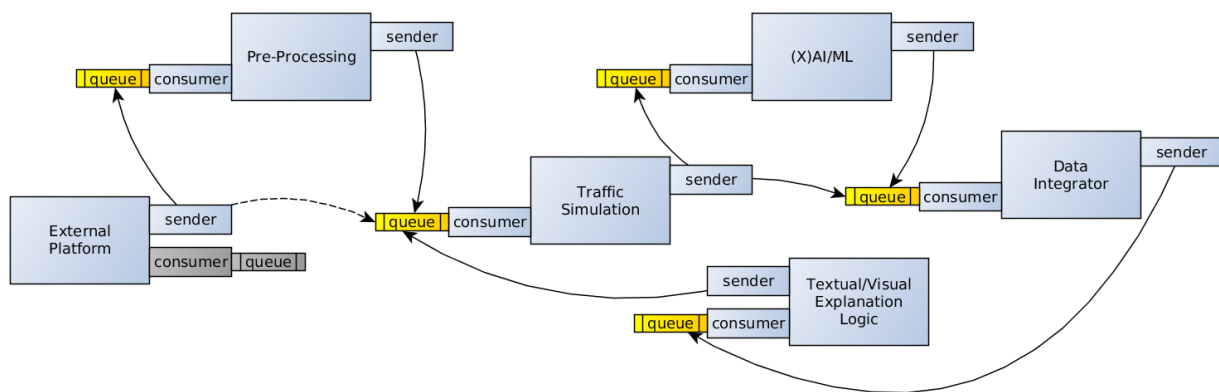 sender
Pre-Processing
queue
consumer
sender
(X)AI/ML
queue
consumer
sender
Data
Integrator
queue
consumer
sender
Traffic
Simulation
queue
consumer
sender
External
Platform
consumer
queue
sender
Textual/Visual
Explanation
Logic
queue
consumer